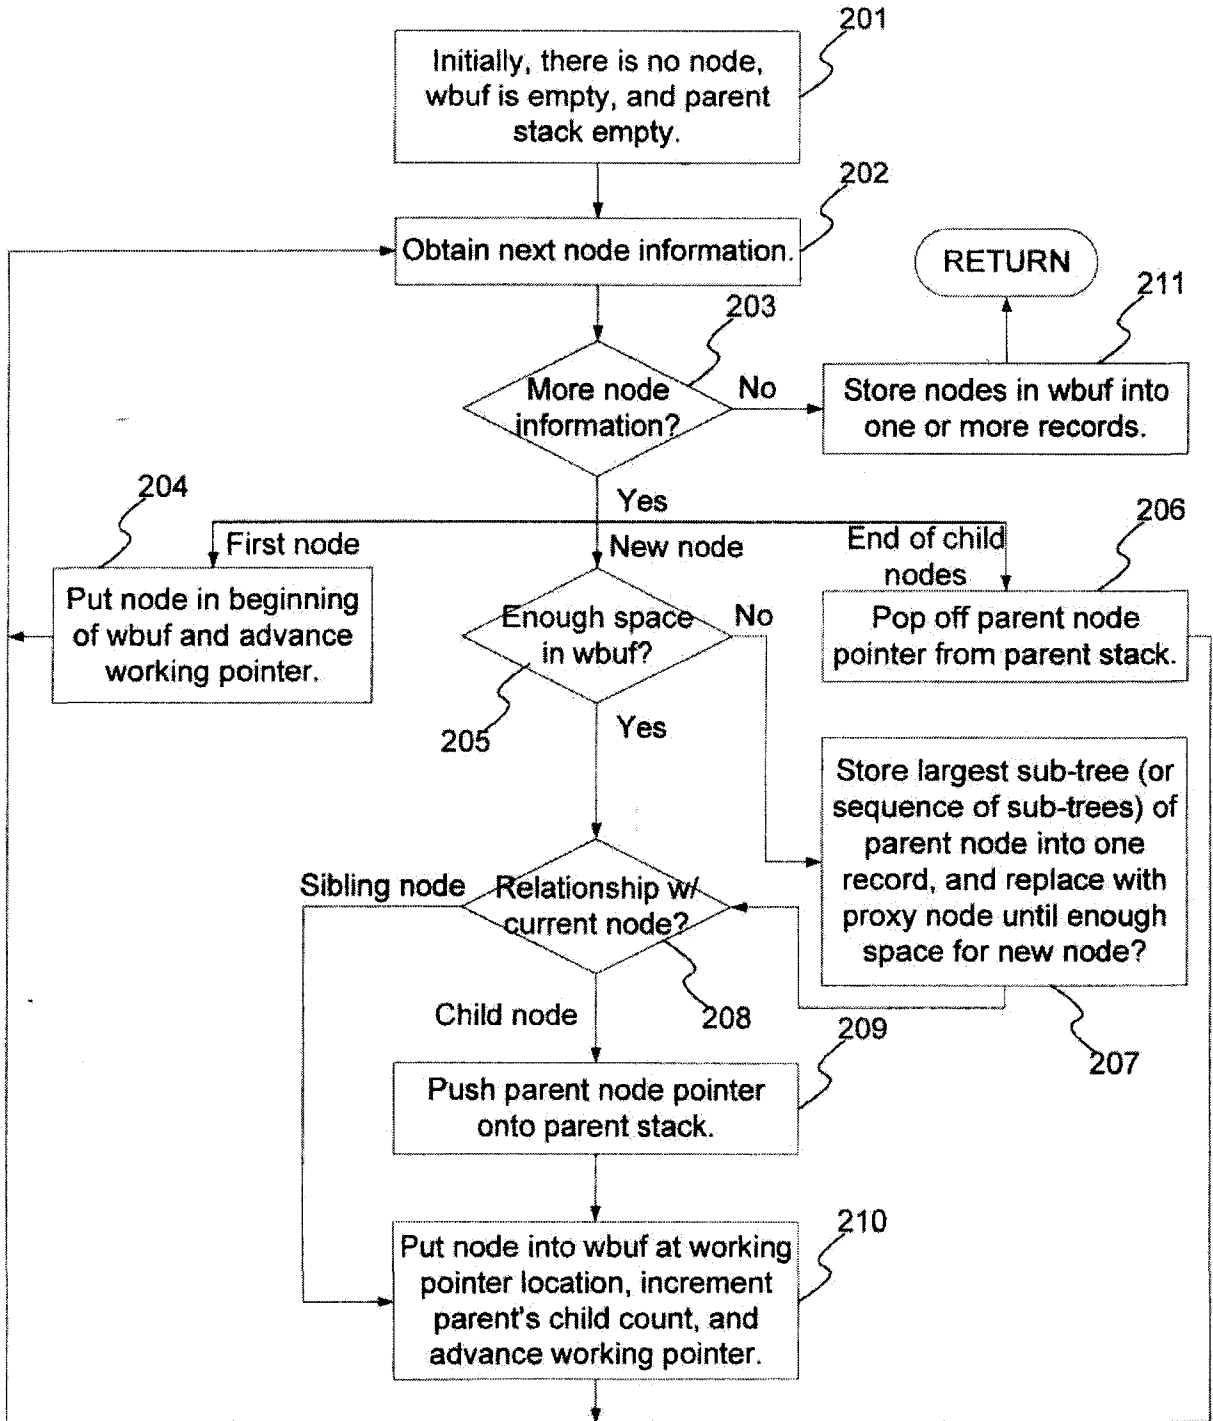 201
Initially, there is no node,
wbuf is empty, and parent
stack empty.
202
Obtain next node information.
RETURN
211
203
More node
information?
No
Store nodes in wbuf into
one or more records.
Yes
204
First node
New node
End of child
nodes
206
Put node in beginning
of wbuf and advance
working pointer.
Enough space
in wbuf?
No
Pop off parent node
pointer from parent stack.
205
Yes
Store largest sub-tree (or
sequence of sub-trees) of
parent node into one
record, and replace with
proxy node until enough
space for new node?
207
Sibling node
Relationship w/
current node?
208
Child node
209
Push parent node pointer
onto parent stack.
210
Put node into wbuf at working
pointer location, increment
parent's child count, and
advance working pointer.